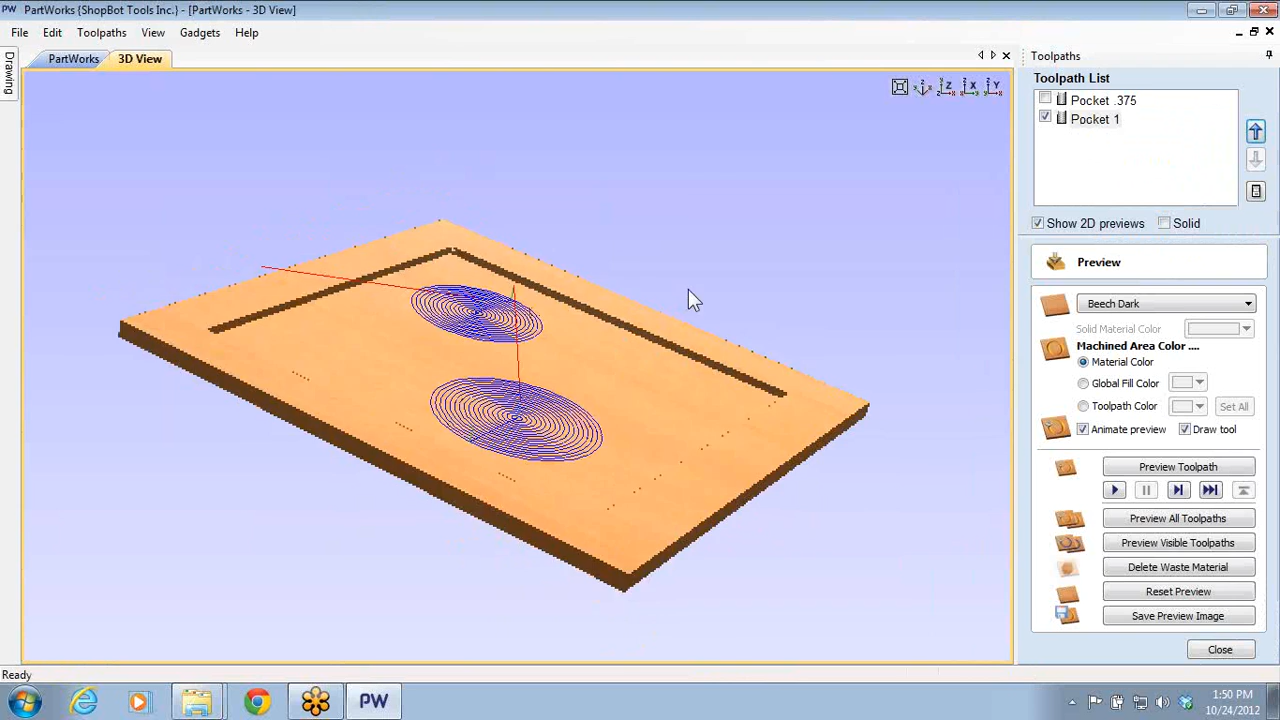 PW PartWorks {ShopBot Tools Inc.} - [PartWorks - 3D View]
File Edit Toolpaths View Gadgets Help
Drawing
PartWorks 3D View
Toolpaths
Toolpath List
Pocket .375
Pocket 1
Show 2D previews Solid
Preview
Beech Dark
Solid Material Color
Machined Area Color ....
Material Color
Global Fill Color
Toolpath Color Set All
Animate preview Draw tool
Preview Toolpath
Preview All Toolpaths
Preview Visible Toolpaths
Delete Waste Material
Reset Preview
Save Preview Image
Close
Ready
PW
1:50 PM
10/24/2012